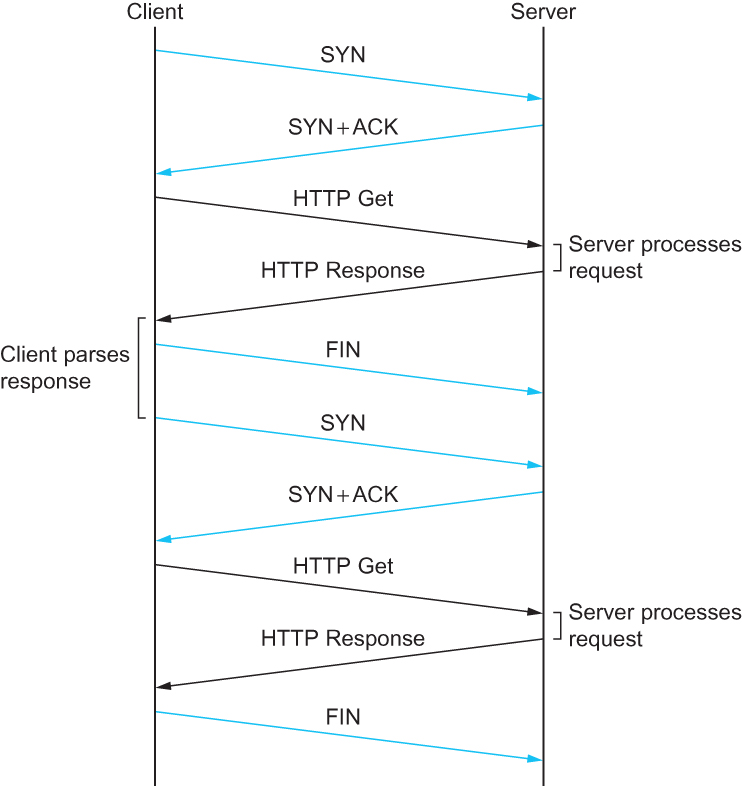 Client
Server
SYN
SYN+ACK
HTTP Get
Server processes
request
HTTP Response
Client parses
response
FIN
SYN
SYN+ACK
HTTP Get
Server processes
request
HTTP Response
FIN